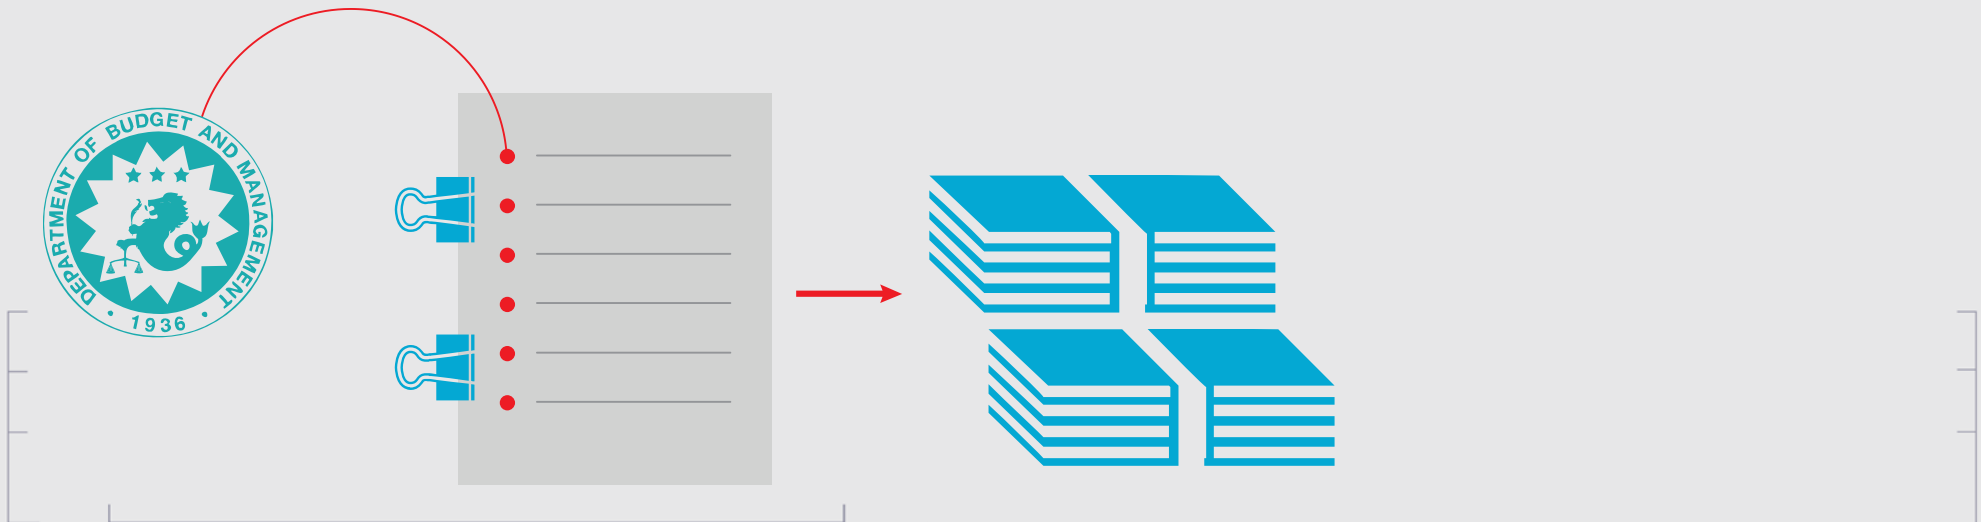 DEPARTMENT OF BUDGET AND MANAGEMENT
• 1936 •